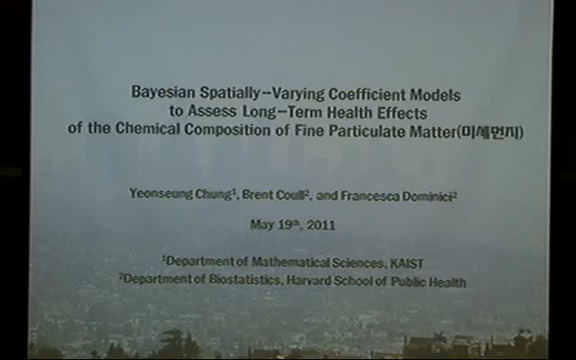 Bayesian Spatially-Varying Coefficient Models
to Assess Long-Term Health Effects
of the Chemical Composition of Fine Particulate Matter(미세먼지)
Yeonseung Chung¹, Brent Coull², and Francesca Dominici²
May 19th, 2011
¹Department of Mathematical Sciences, KAIST
²Department of Biostatistics, Harvard School of Public Health